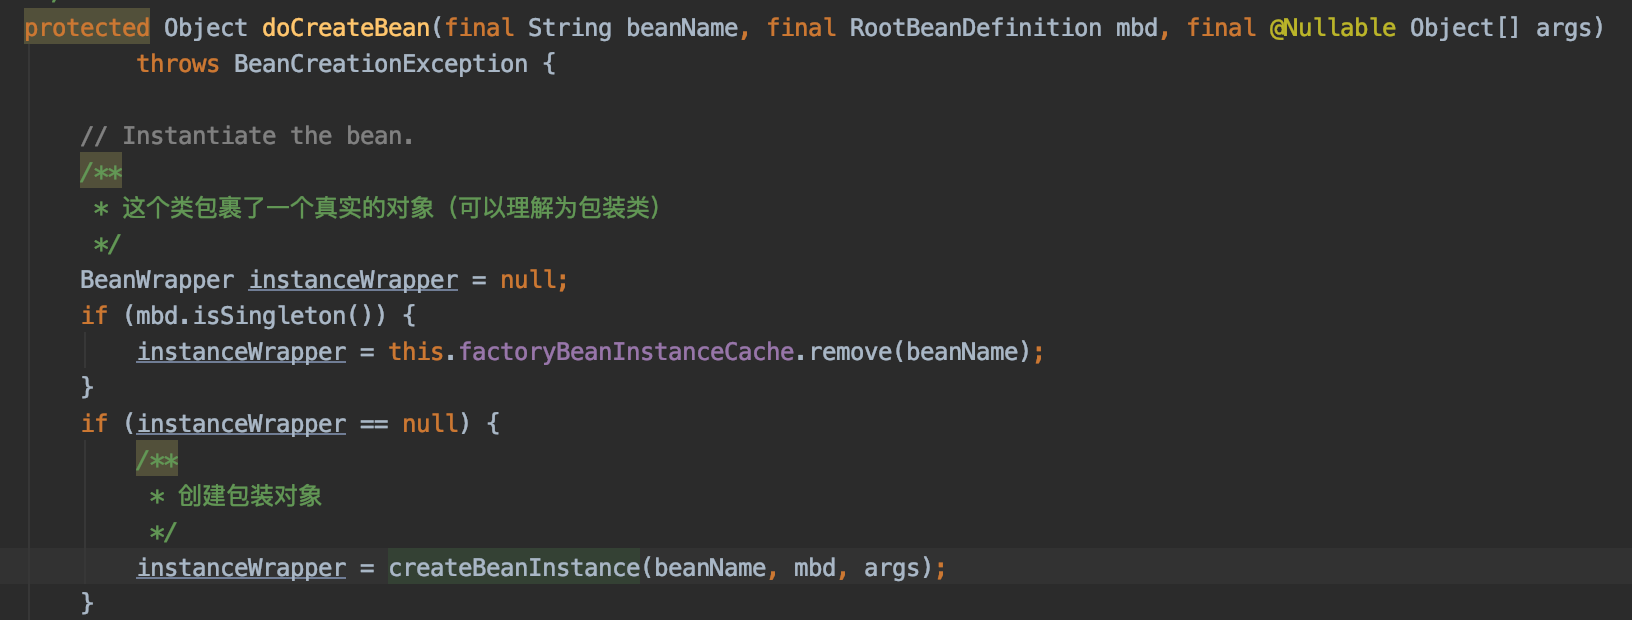 protected Object doCreateBean(final String beanName, final RootBeanDefinition mbd, final @Nullable Object[] args)
        throws BeanCreationException {
    // Instantiate the bean.
    /**
     * 这个类包裹了一个真实的对象（可以理解为包装类）
     */
    BeanWrapper instanceWrapper = null;
    if (mbd.isSingleton()) {
        instanceWrapper = this.factoryBeanInstanceCache.remove(beanName);
    }
    if (instanceWrapper == null) {
        /**
         * 创建包装对象
         */
        instanceWrapper = createBeanInstance(beanName, mbd, args);
    }